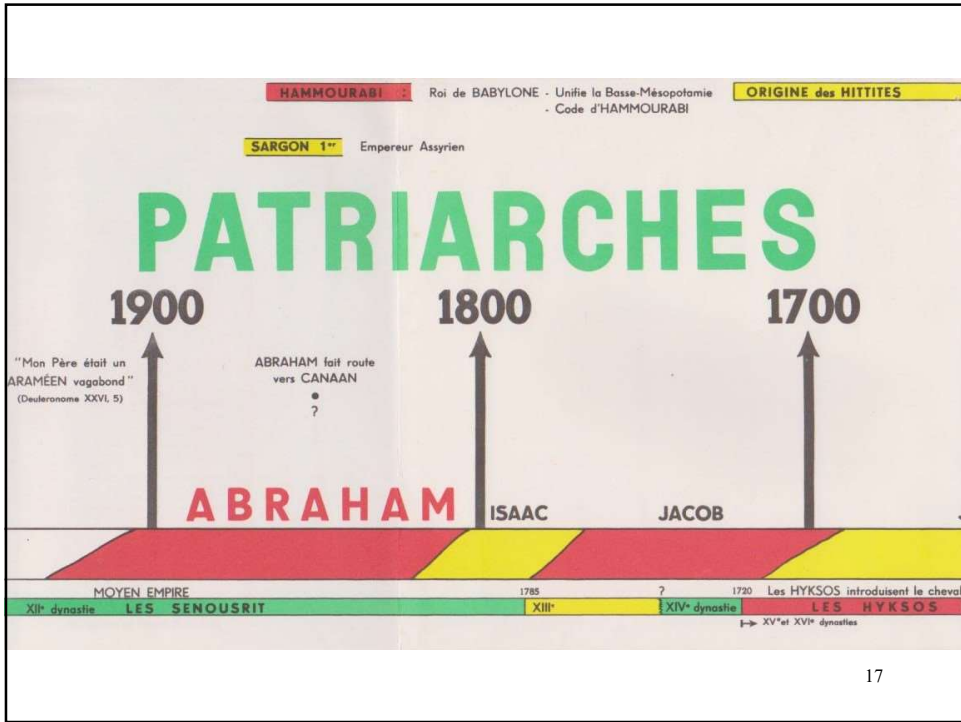 HAMMOURABI : Roi de BABYLONE - Unifie la Basse-Mésopotamie
- Code d'HAMMOURABI
ORIGINE des HITTITES
SARGON 1er Empereur Assyrien
PATRIARCHES
1900 1800 1700
"Mon Père était un
ARAMÉEN vagabond"
(Deuteronome XXVI, 5)
ABRAHAM fait route
vers CANAAN
?
ABRAHAM ISAAC JACOB
MOYEN EMPIRE 1785 ? 1720 Les HYKSOS introduisent le cheval
XIIe dynastie LES SENOUSRIT XIIIe XIVe dynastie LES HYKSOS
XVe et XVIe dynasties
17